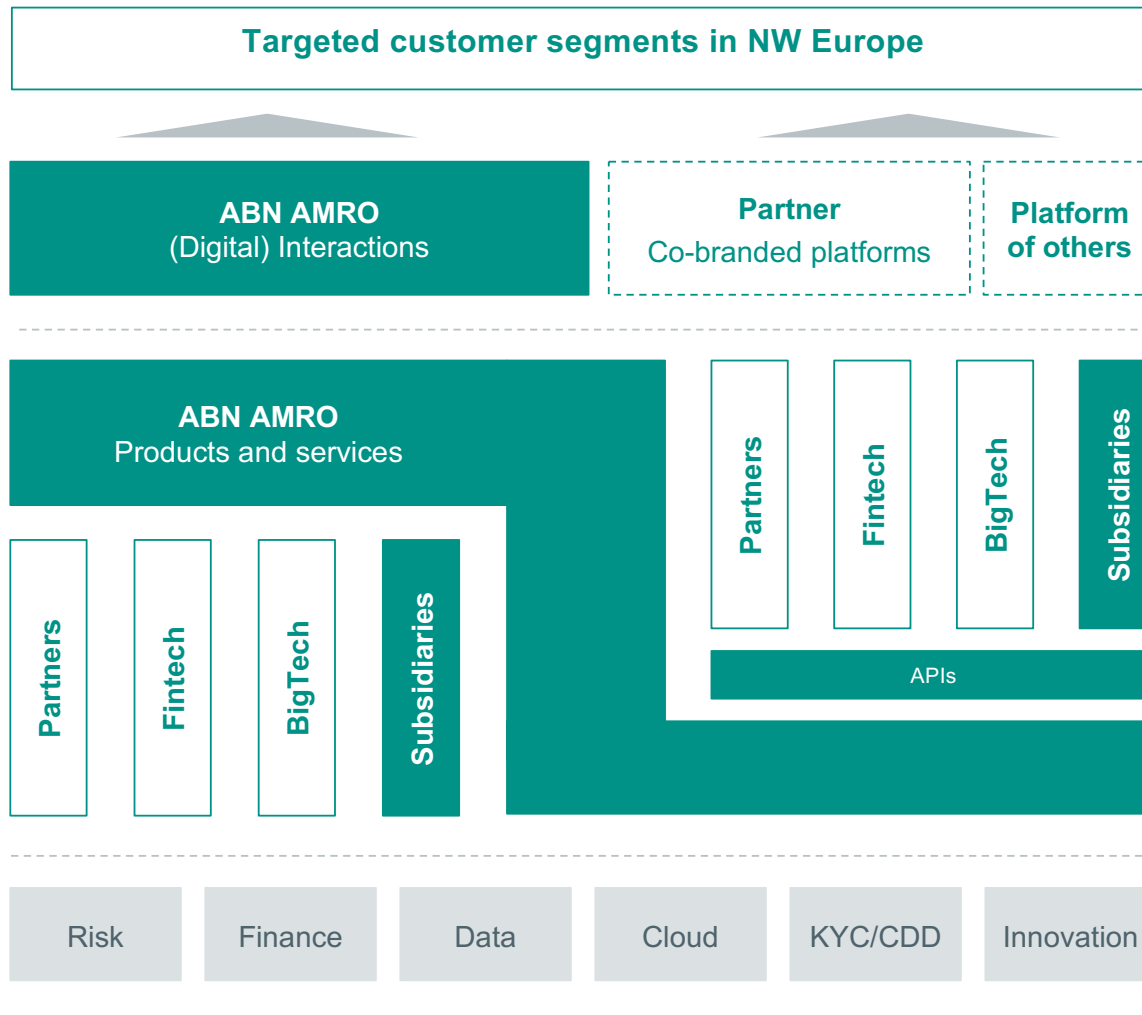 Targeted customer segments in NW Europe
ABN AMRO
(Digital) Interactions
Partner
Co-branded platforms
Platform
of others
ABN AMRO
Products and services
Partners
Fintech
BigTech
Subsidiaries
APIs
Partners
Fintech
BigTech
Subsidiaries
Risk
Finance
Data
Cloud
KYC/CDD
Innovation